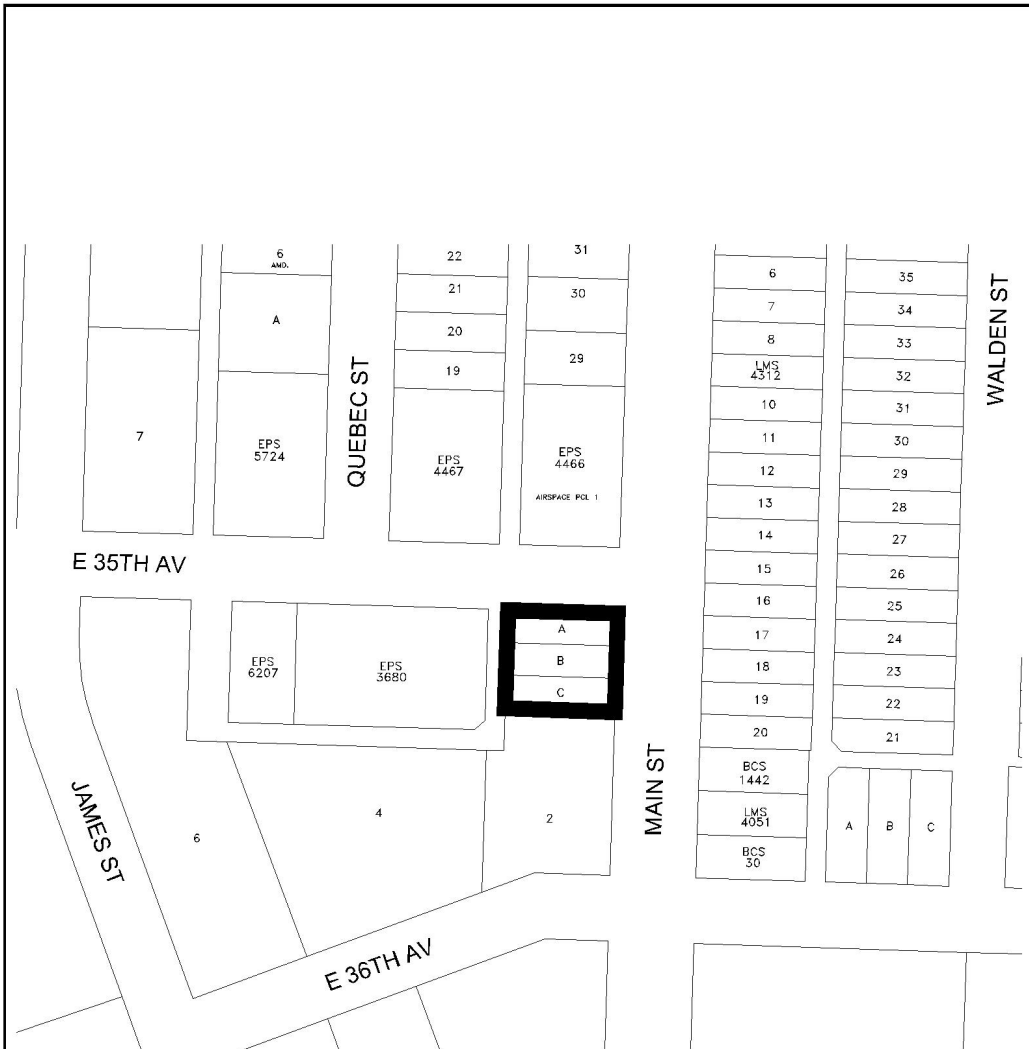 6
AMD.
A
EPS
5724
7
QUEBEC ST
22
21
20
19
EPS
4467
31
30
29
EPS
4466
AIRSPACE PCL 1
6
7
8
LMS
4312
10
11
12
13
14
15
16
17
18
19
20
BCS
1442
LMS
4051
BCS
30
35
34
33
32
31
30
29
28
27
26
25
24
23
22
21
A
B
C
WALDEN ST
E 35TH AV
EPS
6207
EPS
3680
A
B
C
MAIN ST
JAMES ST
6
4
2
E 36TH AV